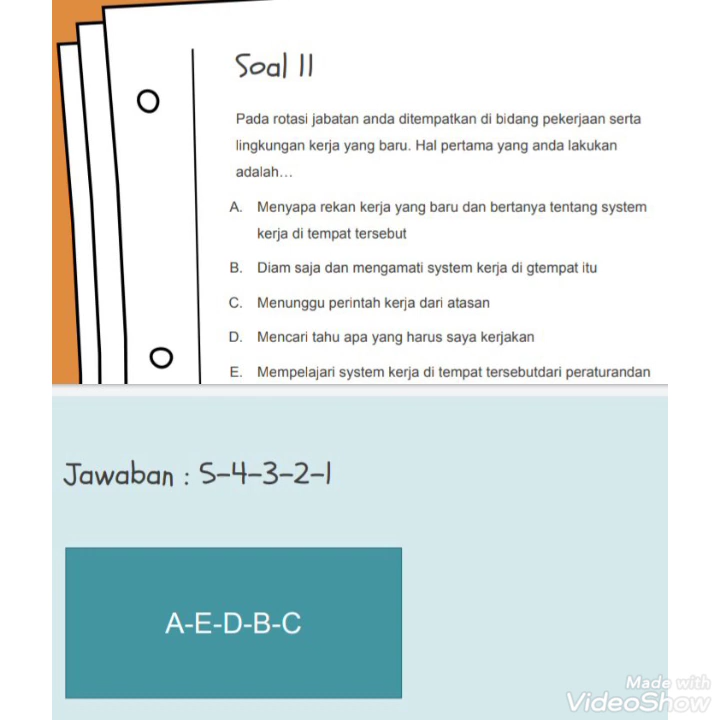 Soal 11
Pada rotasi jabatan anda ditempatkan di bidang pekerjaan serta
lingkungan kerja yang baru. Hal pertama yang anda lakukan
adalah…
A. Menyapa rekan kerja yang baru dan bertanya tentang system
kerja di tempat tersebut
B. Diam saja dan mengamati system kerja di gtempat itu
C. Menunggu perintah kerja dari atasan
D. Mencari tahu apa yang harus saya kerjakan
E. Mempelajari system kerja di tempat tersebutdari peraturandan
Jawaban : 5-4-3-2-1
A-E-D-B-C
Made with
VideoShow